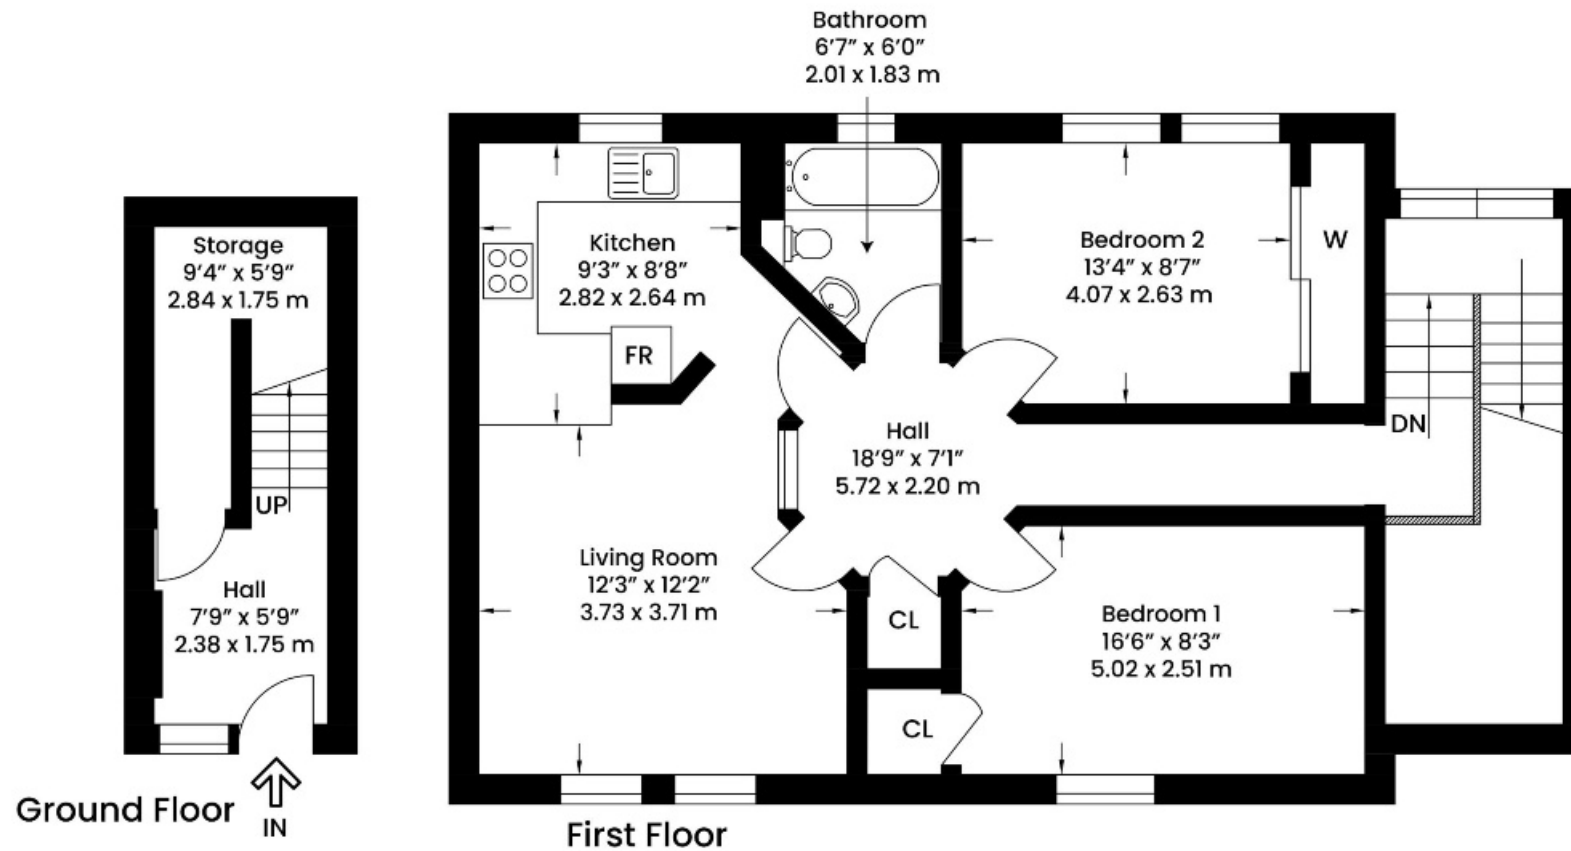 Bathroom
6’7” x 6’0”
2.01 x 1.83 m
Storage
9’4” x 5’9”
2.84 x 1.75 m
UP
Hall
7’9” x 5’9”
2.38 x 1.75 m
IN
Ground Floor
Kitchen
9’3” x 8’8”
2.82 x 2.64 m
FR
Bedroom 2
13’4” x 8’7”
4.07 x 2.63 m
W
DN
Hall
18’9” x 7’1”
5.72 x 2.20 m
Living Room
12’3” x 12’2”
3.73 x 3.71 m
CL
CL
Bedroom 1
16’6” x 8’3”
5.02 x 2.51 m
First Floor